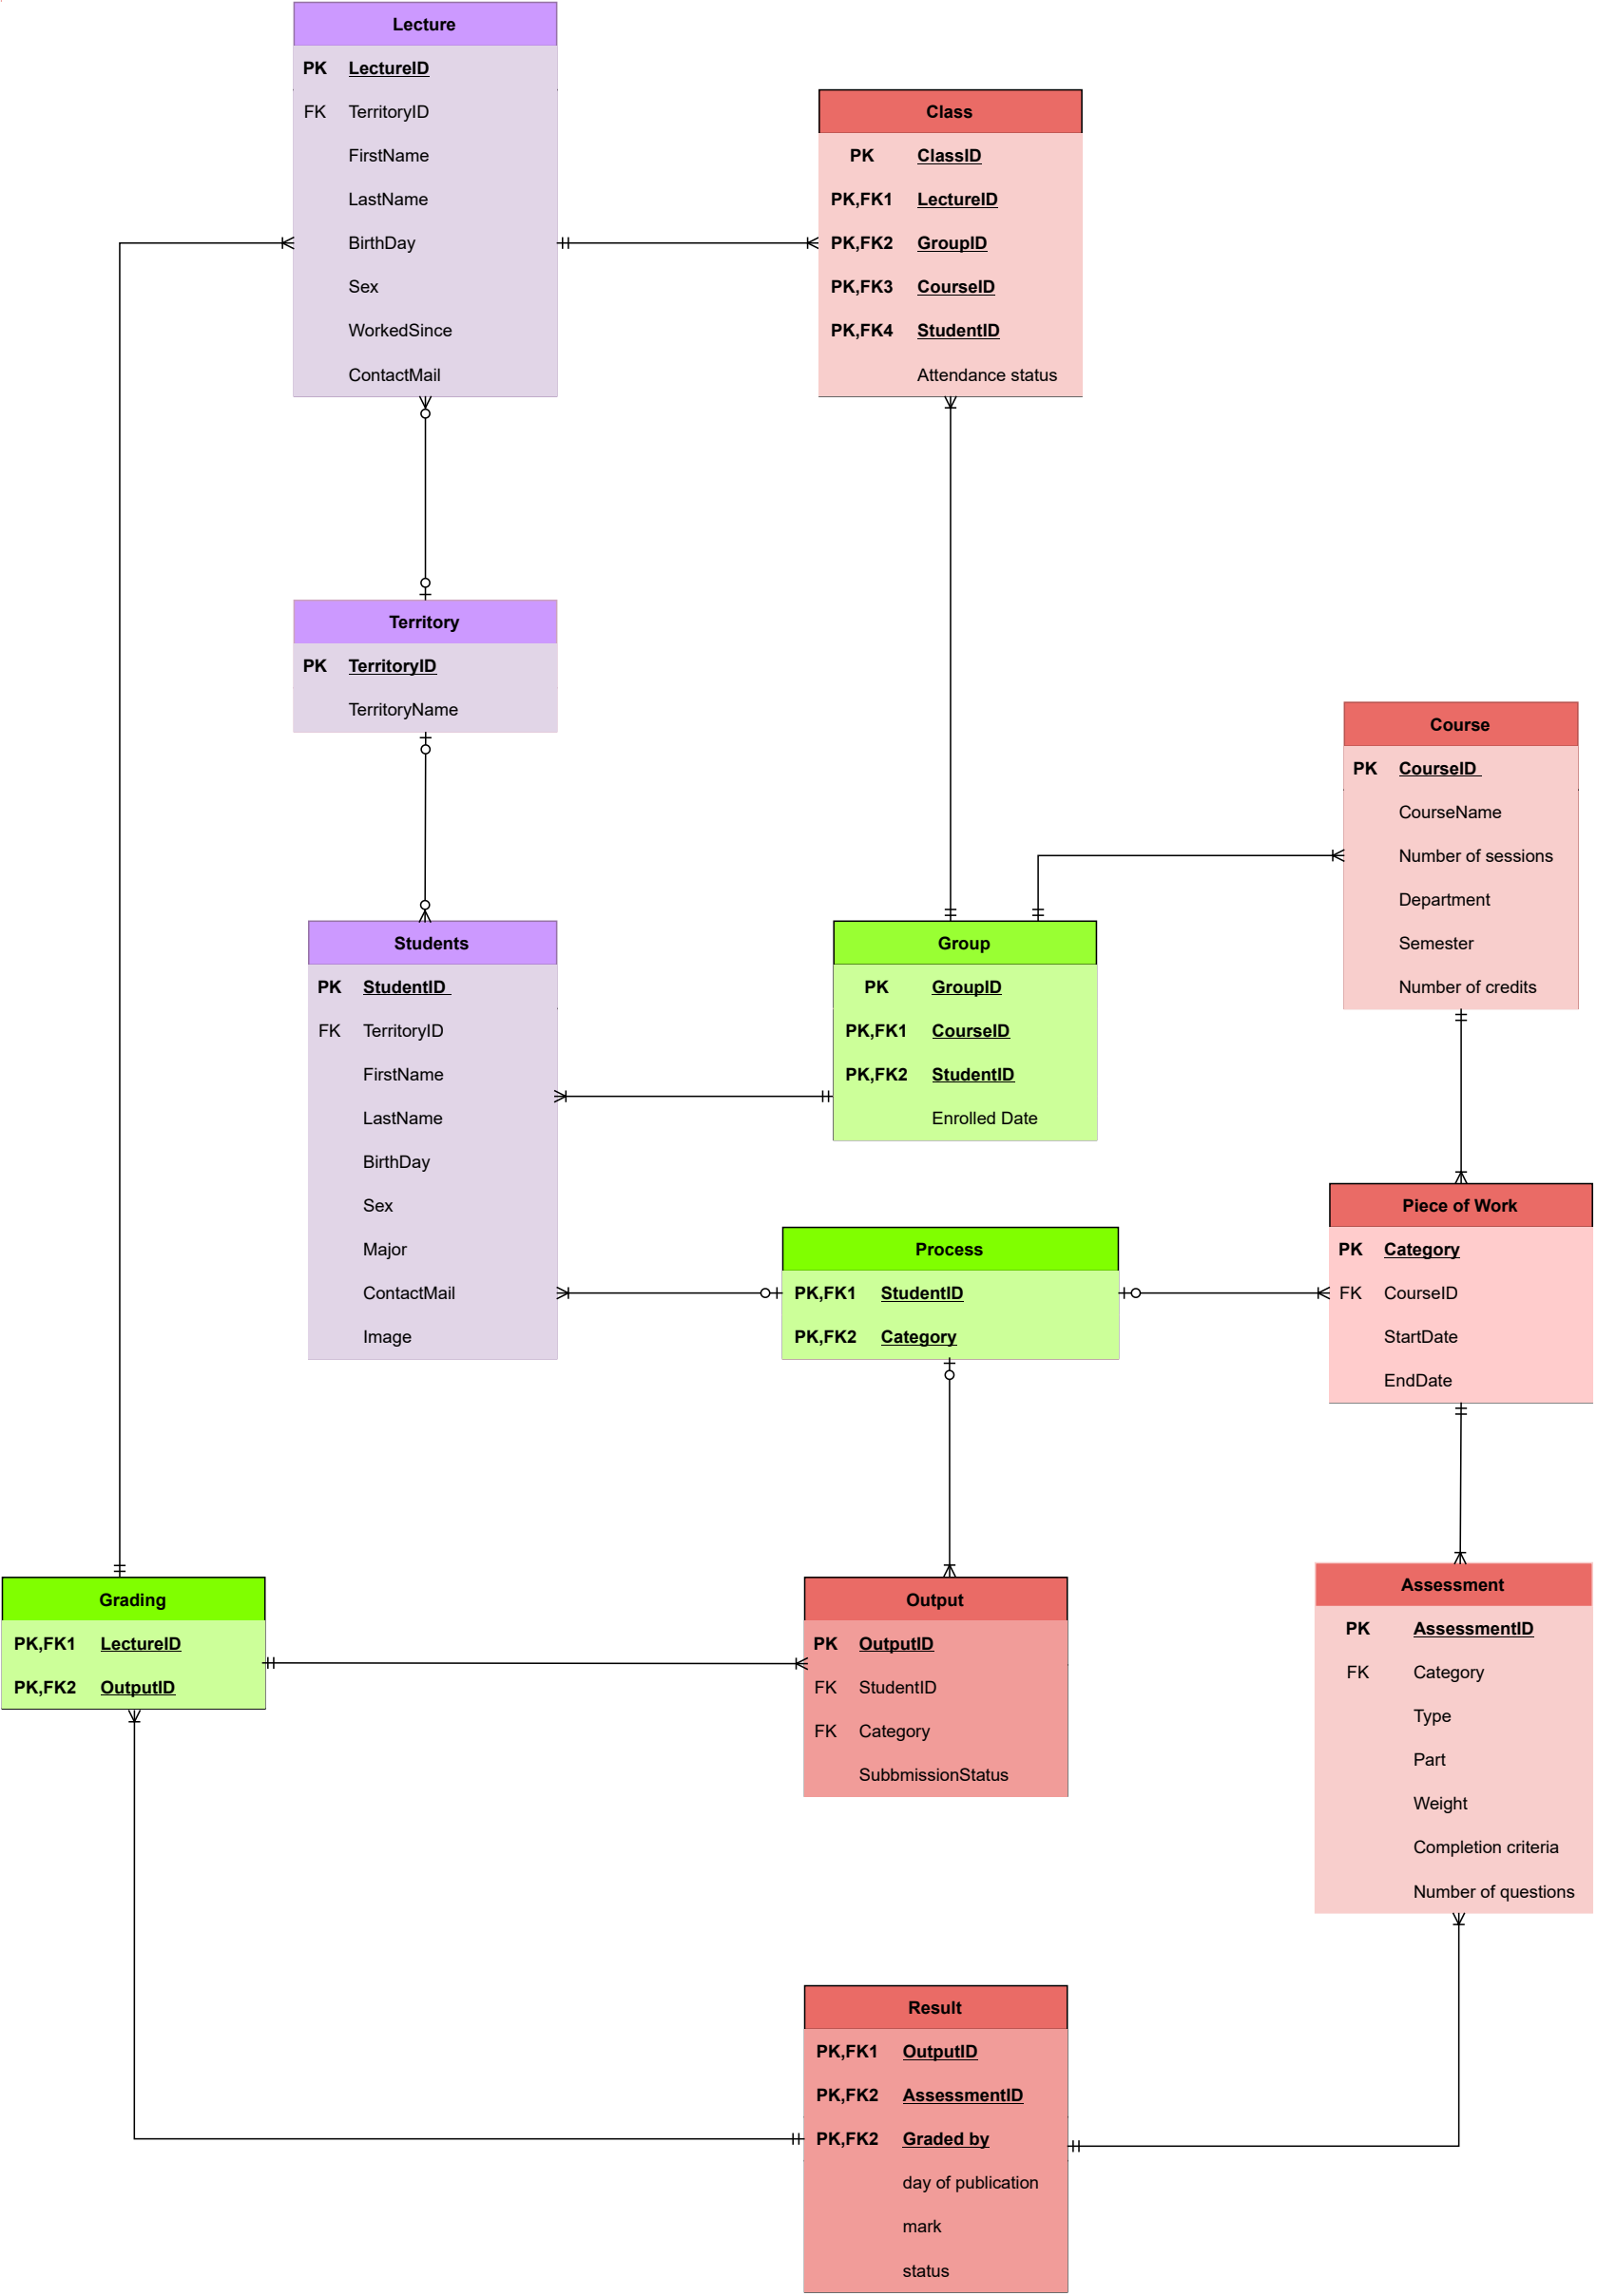 Lecture
PK LectureID
FK TerritoryID
FirstName
LastName
BirthDay
Sex
WorkedSince
ContactMail
Class
PK ClassID
PK,FK1 LectureID
PK,FK2 GroupID
PK,FK3 CourseID
PK,FK4 StudentID
Attendance status
Territory
PK TerritoryID
TerritoryName
Course
PK CourseID
CourseName
Number of sessions
Department
Semester
Number of credits
Students
PK StudentID
FK TerritoryID
FirstName
LastName
BirthDay
Sex
Major
ContactMail
Image
Group
PK GroupID
PK,FK1 CourseID
PK,FK2 StudentID
Enrolled Date
Process
PK,FK1 StudentID
PK,FK2 Category
Piece of Work
PK Category
FK CourseID
StartDate
EndDate
Grading
PK,FK1 LectureID
PK,FK2 OutputID
Output
PK OutputID
FK StudentID
FK Category
SubbmissionStatus
Assessment
PK AssessmentID
FK Category
Type
Part
Weight
Completion criteria
Number of questions
Result
PK,FK1 OutputID
PK,FK2 AssessmentID
PK,FK2 Graded by
day of publication
mark
status